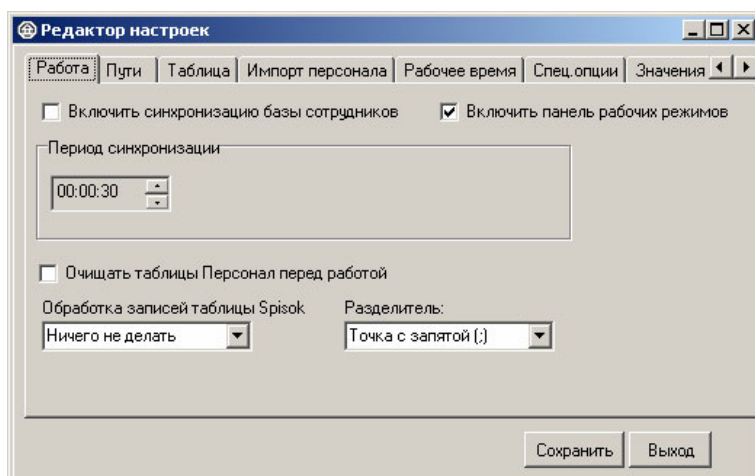 Редактор настроек
Работа Пути Таблица Импорт персонала Рабочее время Спец.опции Значения
Включить синхронизацию базы сотрудников Включить панель рабочих режимов
Период синхронизации
00:00:30
Очищать таблицы Персонал перед работой
Обработка записей таблицы Spisok Разделитель:
Ничего не делать Точка с запятой (;)
Сохранить Выход